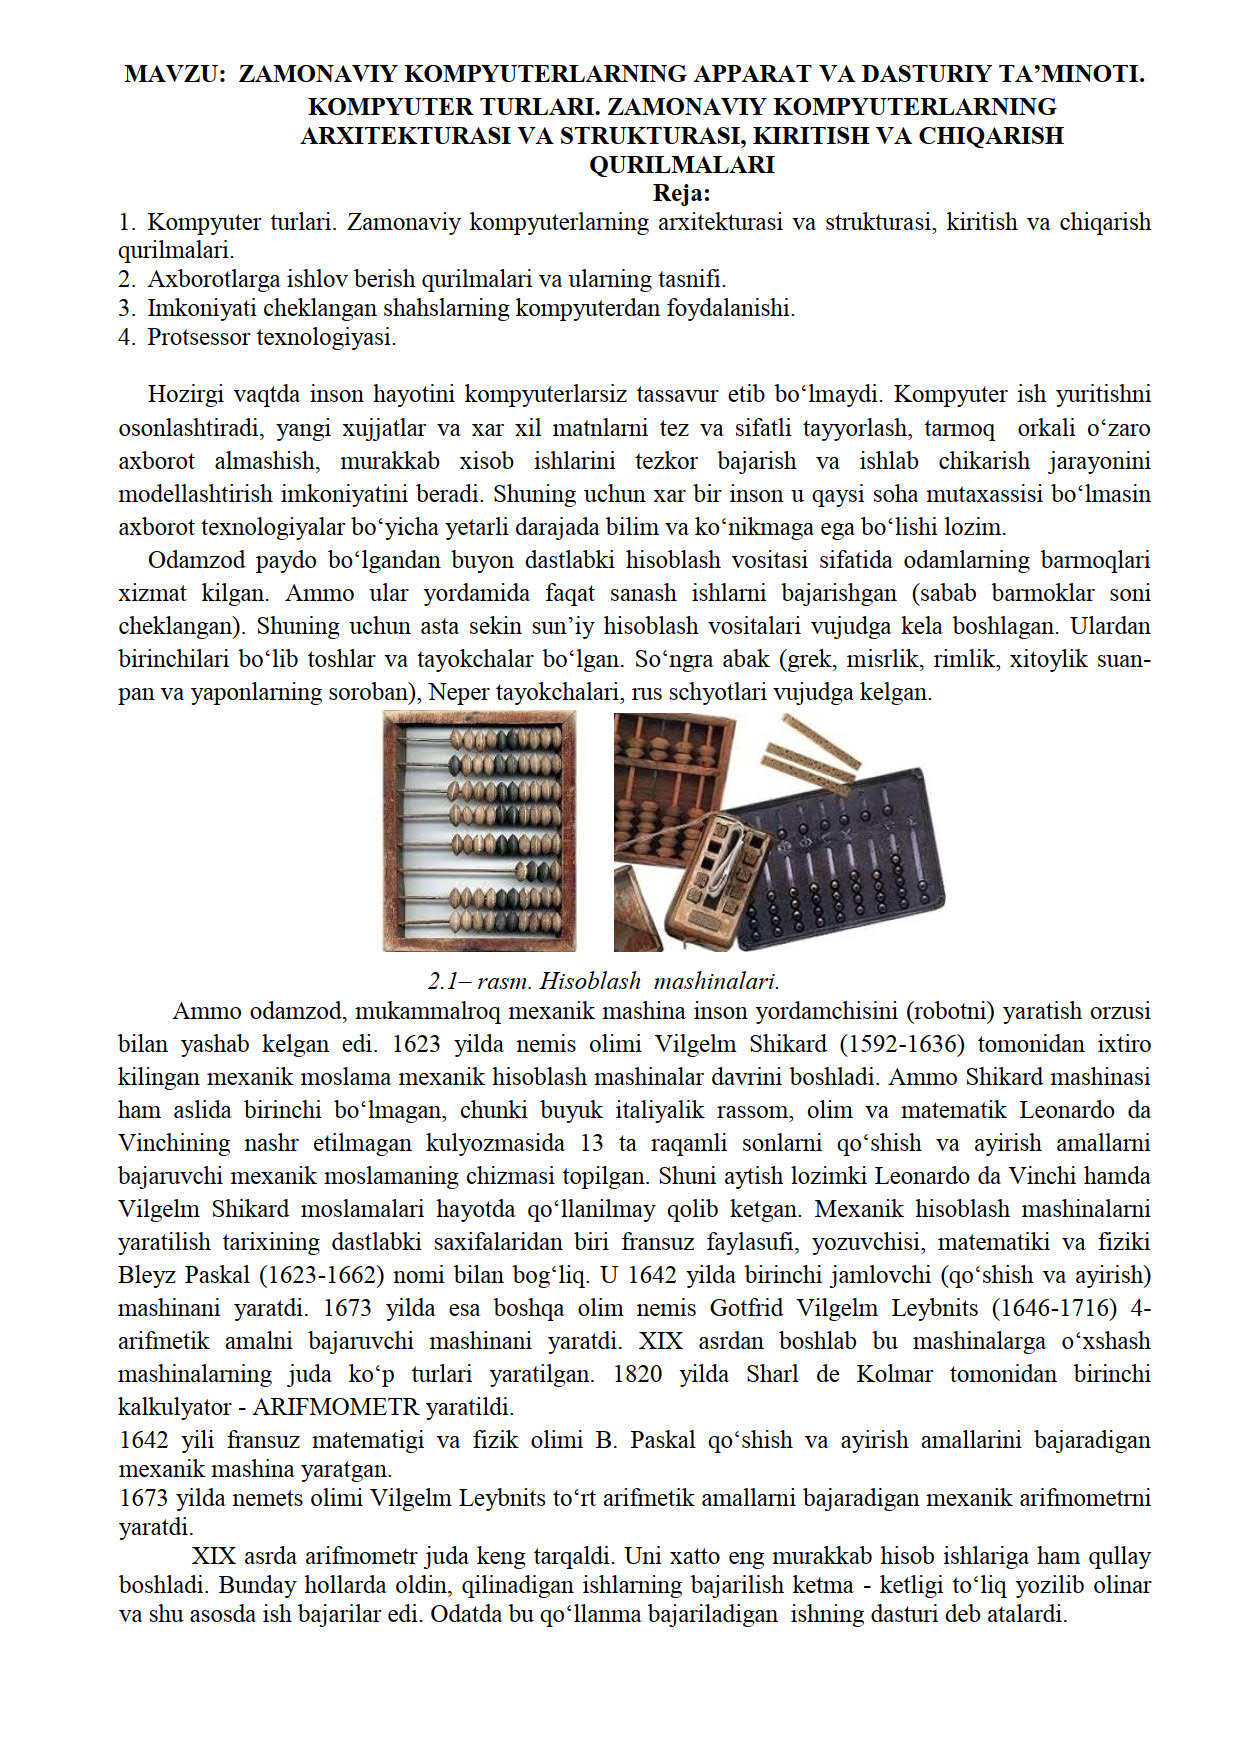 MAVZU: ZAMONAVIY KOMPYUTERLARNING APPARAT VA DASTURIY TA’MINOTI.
KOMPYUTER TURLARI. ZAMONAVIY KOMPYUTERLARNING
ARXITEKTURASI VA STRUKTURASI, KIRITISH VA CHIQARISH
QURILMALARI
Reja:
1. Kompyuter turlari. Zamonaviy kompyuterlarning arxitekturasi va strukturasi, kiritish va chiqarish
qurilmalari.
2. Axborotlarga ishlov berish qurilmalari va ularning tasnifi.
3. Imkoniyati cheklangan shahslarning kompyuterdan foydalanishi.
4. Protsessor texnologiyasi.
Hozirgi vaqtda inson hayotini kompyuterlarsiz tassavur etib bo‘lmaydi. Kompyuter ish yuritishni
osonlashtiradi, yangi xujjatlar va xar xil matnlarni tez va sifatli tayyorlash, tarmoq orkali o‘zaro
axborot almashish, murakkab xisob ishlarini tezkor bajarish va ishlab chikarish jarayonini
modellashtirish imkoniyatini beradi. Shuning uchun xar bir inson u qaysi soha mutaxassisi bo‘lmasin
axborot texnologiyalar bo‘yicha yetarli darajada bilim va ko‘nikmaga ega bo‘lishi lozim.
Odamzod paydo bo‘lgandan buyon dastlabki hisoblash vositasi sifatida odamlarning barmoqlari
xizmat kilgan. Ammo ular yordamida faqat sanash ishlarni bajarishgan (sabab barmoklar soni
cheklangan). Shuning uchun asta sekin sun’iy hisoblash vositalari vujudga kela boshlagan. Ulardan
birinchilari bo‘lib toshlar va tayokchalar bo‘lgan. So‘ngra abak (grek, misrlik, rimlik, xitoylik suan-
pan va yaponlarning soroban), Neper tayokchalari, rus schyotlari vujudga kelgan.
2.1– rasm. Hisoblash mashinalari.
Ammo odamzod, mukammalroq mexanik mashina inson yordamchisini (robotni) yaratish orzusi
bilan yashab kelgan edi. 1623 yilda nemis olimi Vilgelm Shikard (1592-1636) tomonidan ixtiro
kilingan mexanik moslama mexanik hisoblash mashinalar davrini boshladi. Ammo Shikard mashinasi
ham aslida birinchi bo‘lmagan, chunki buyuk italiyalik rassom, olim va matematik Leonardo da
Vinchining nashr etilmagan kulyozmasida 13 ta raqamli sonlarni qo‘shish va ayirish amallarni
bajaruvchi mexanik moslamaning chizmasi topilgan. Shuni aytish lozimki Leonardo da Vinchi hamda
Vilgelm Shikard moslamalari hayotda qo‘llanilmay qolib ketgan. Mexanik hisoblash mashinalarni
yaratilish tarixining dastlabki saxifalaridan biri fransuz faylasufi, yozuvchisi, matematiki va fiziki
Bleyz Paskal (1623-1662) nomi bilan bog‘liq. U 1642 yilda birinchi jamlovchi (qo‘shish va ayirish)
mashinani yaratdi. 1673 yilda esa boshqa olim nemis Gotfrid Vilgelm Leybnits (1646-1716) 4-
arifmetik amalni bajaruvchi mashinani yaratdi. XIX asrdan boshlab bu mashinalarga o‘xshash
mashinalarning juda ko‘p turlari yaratilgan. 1820 yilda Sharl de Kolmar tomonidan birinchi
kalkulyator - ARIFMOMETR yaratildi.
1642 yili fransuz matematigi va fizik olimi B. Paskal qo‘shish va ayirish amallarini bajaradigan
mexanik mashina yaratgan.
1673 yilda nemets olimi Vilgelm Leybnits to‘rt arifmetik amallarni bajaradigan mexanik arifmometrni
yaratdi.
XIX asrda arifmometr juda keng tarqaldi. Uni xatto eng murakkab hisob ishlariga ham qullay
boshladi. Bunday hollarda oldin, qilinadigan ishlarning bajarilish ketma - ketligi to‘liq yozilib olinar
va shu asosda ish bajarilar edi. Odatda bu qo‘llanma bajariladigan ishning dasturi deb atalardi.